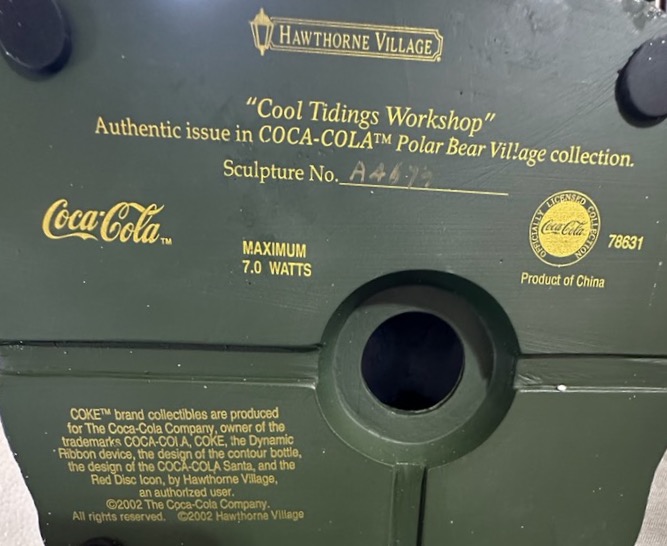 HAWTHORNE VILLAGE
"Cool Tidings Workshop"
Authentic issue in COCA-COLA™ Polar Bear Village collection.
Sculpture No.
Coca-Cola™
MAXIMUM
7.0 WATTS
OFFICIALLY LICENSED COLLECTION
Coca-Cola
78631
Product of China
COKE™ brand collectibles are produced
for The Coca-Cola Company, owner of the
trademarks COCA-COLA, COKE, the Dynamic
Ribbon device, the design of the contour bottle,
the design of the COCA-COLA Santa, and the
Red Disc Icon, by Hawthorne Village,
an authorized user.
©2002 The Coca-Cola Company.
All rights reserved. ©2002 Hawthorne Village